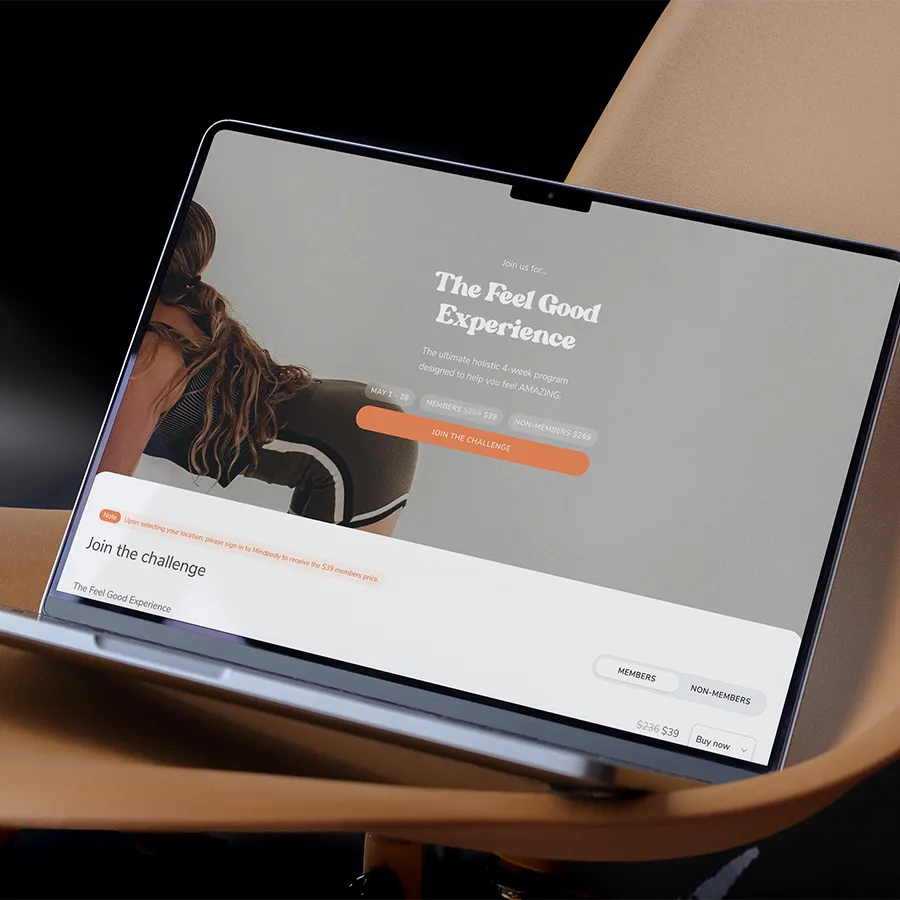 Join us for...
The Feel Good
Experience
The ultimate holistic 4-week program
designed to help you feel AMAZING.
MAY 1 - 28
MEMBERS $269 $39
NON-MEMBERS $269
JOIN THE CHALLENGE
Note Upon selecting your location, please sign in to Mindbody to receive the $39 members price.
Join the challenge
The Feel Good Experience
MEMBERS
NON-MEMBERS
$236 $39
Buy now